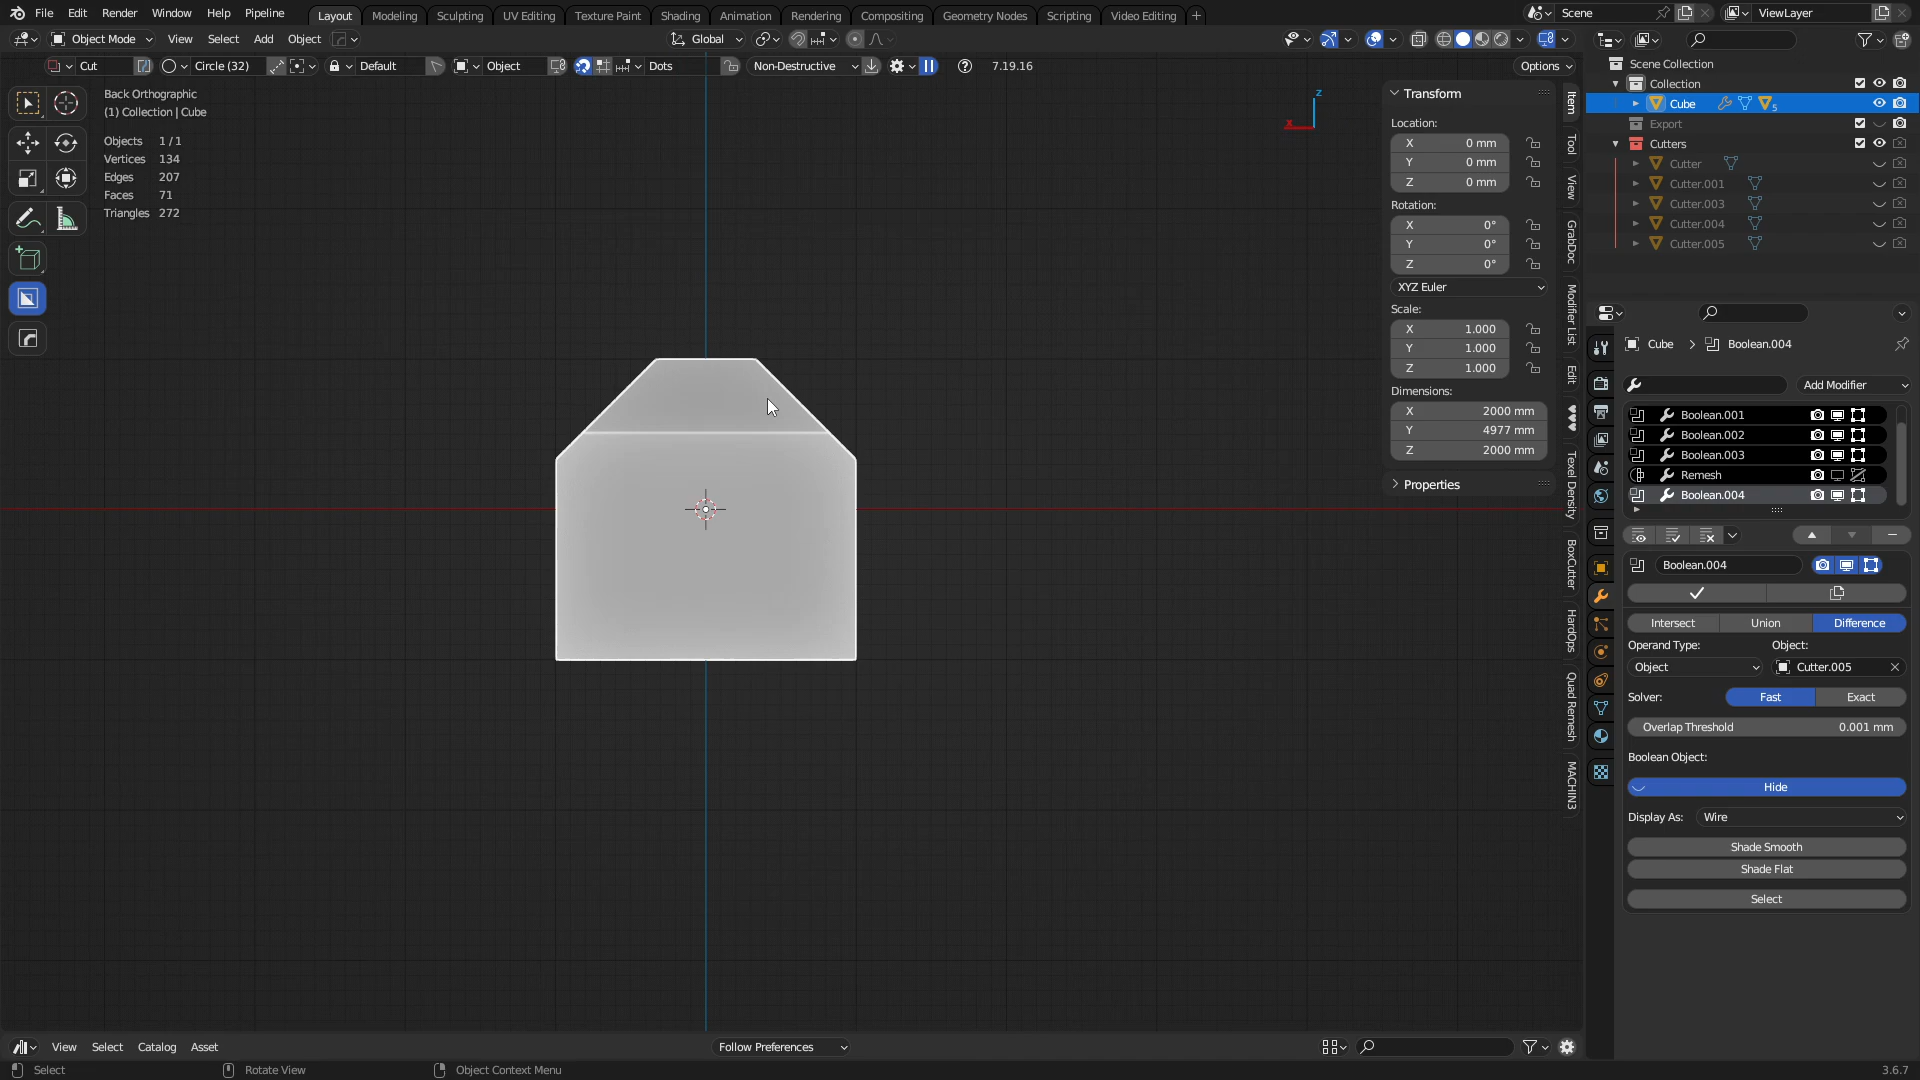 File Edit Render Window Help Pipeline Layout Modeling Sculpting UV Editing Texture Paint Shading Animation Rendering Compositing Geometry Nodes Scripting Video Editing + Scene ViewLayer
Object Mode View Select Add Object Global
Cut Circle (32) Default Object Dots Non-Destructive 7.19.16 Options
Back Orthographic
(1) Collection | Cube
Objects 1 / 1
Vertices 134
Edges 207
Faces 71
Triangles 272
Z
X
Transform
Location:
X 0 mm
Y 0 mm
Z 0 mm
Rotation:
X 0°
Y 0°
Z 0°
XYZ Euler
Scale:
X 1.000
Y 1.000
Z 1.000
Dimensions:
X 2000 mm
Y 4977 mm
Z 2000 mm
Properties
Item
Tool
View
GrabDoc
Modifier List
Edit
♥♥♥
Texel Density
BoxCutter
HardOps
Quad Remesh
MACHIN3
Scene Collection
Collection
Cube 5
Export
Cutters
Cutter
Cutter.001
Cutter.003
Cutter.004
Cutter.005
Cube > Boolean.004
Add Modifier
Boolean.001
Boolean.002
Boolean.003
Remesh
Boolean.004
Boolean.004
Intersect Union Difference
Operand Type: Object:
Object Cutter.005
Solver: Fast Exact
Overlap Threshold 0.001 mm
Boolean Object:
Hide
Display As: Wire
Shade Smooth
Shade Flat
Select
View Select Catalog Asset Follow Preferences
Select Rotate View Object Context Menu 3.6.7